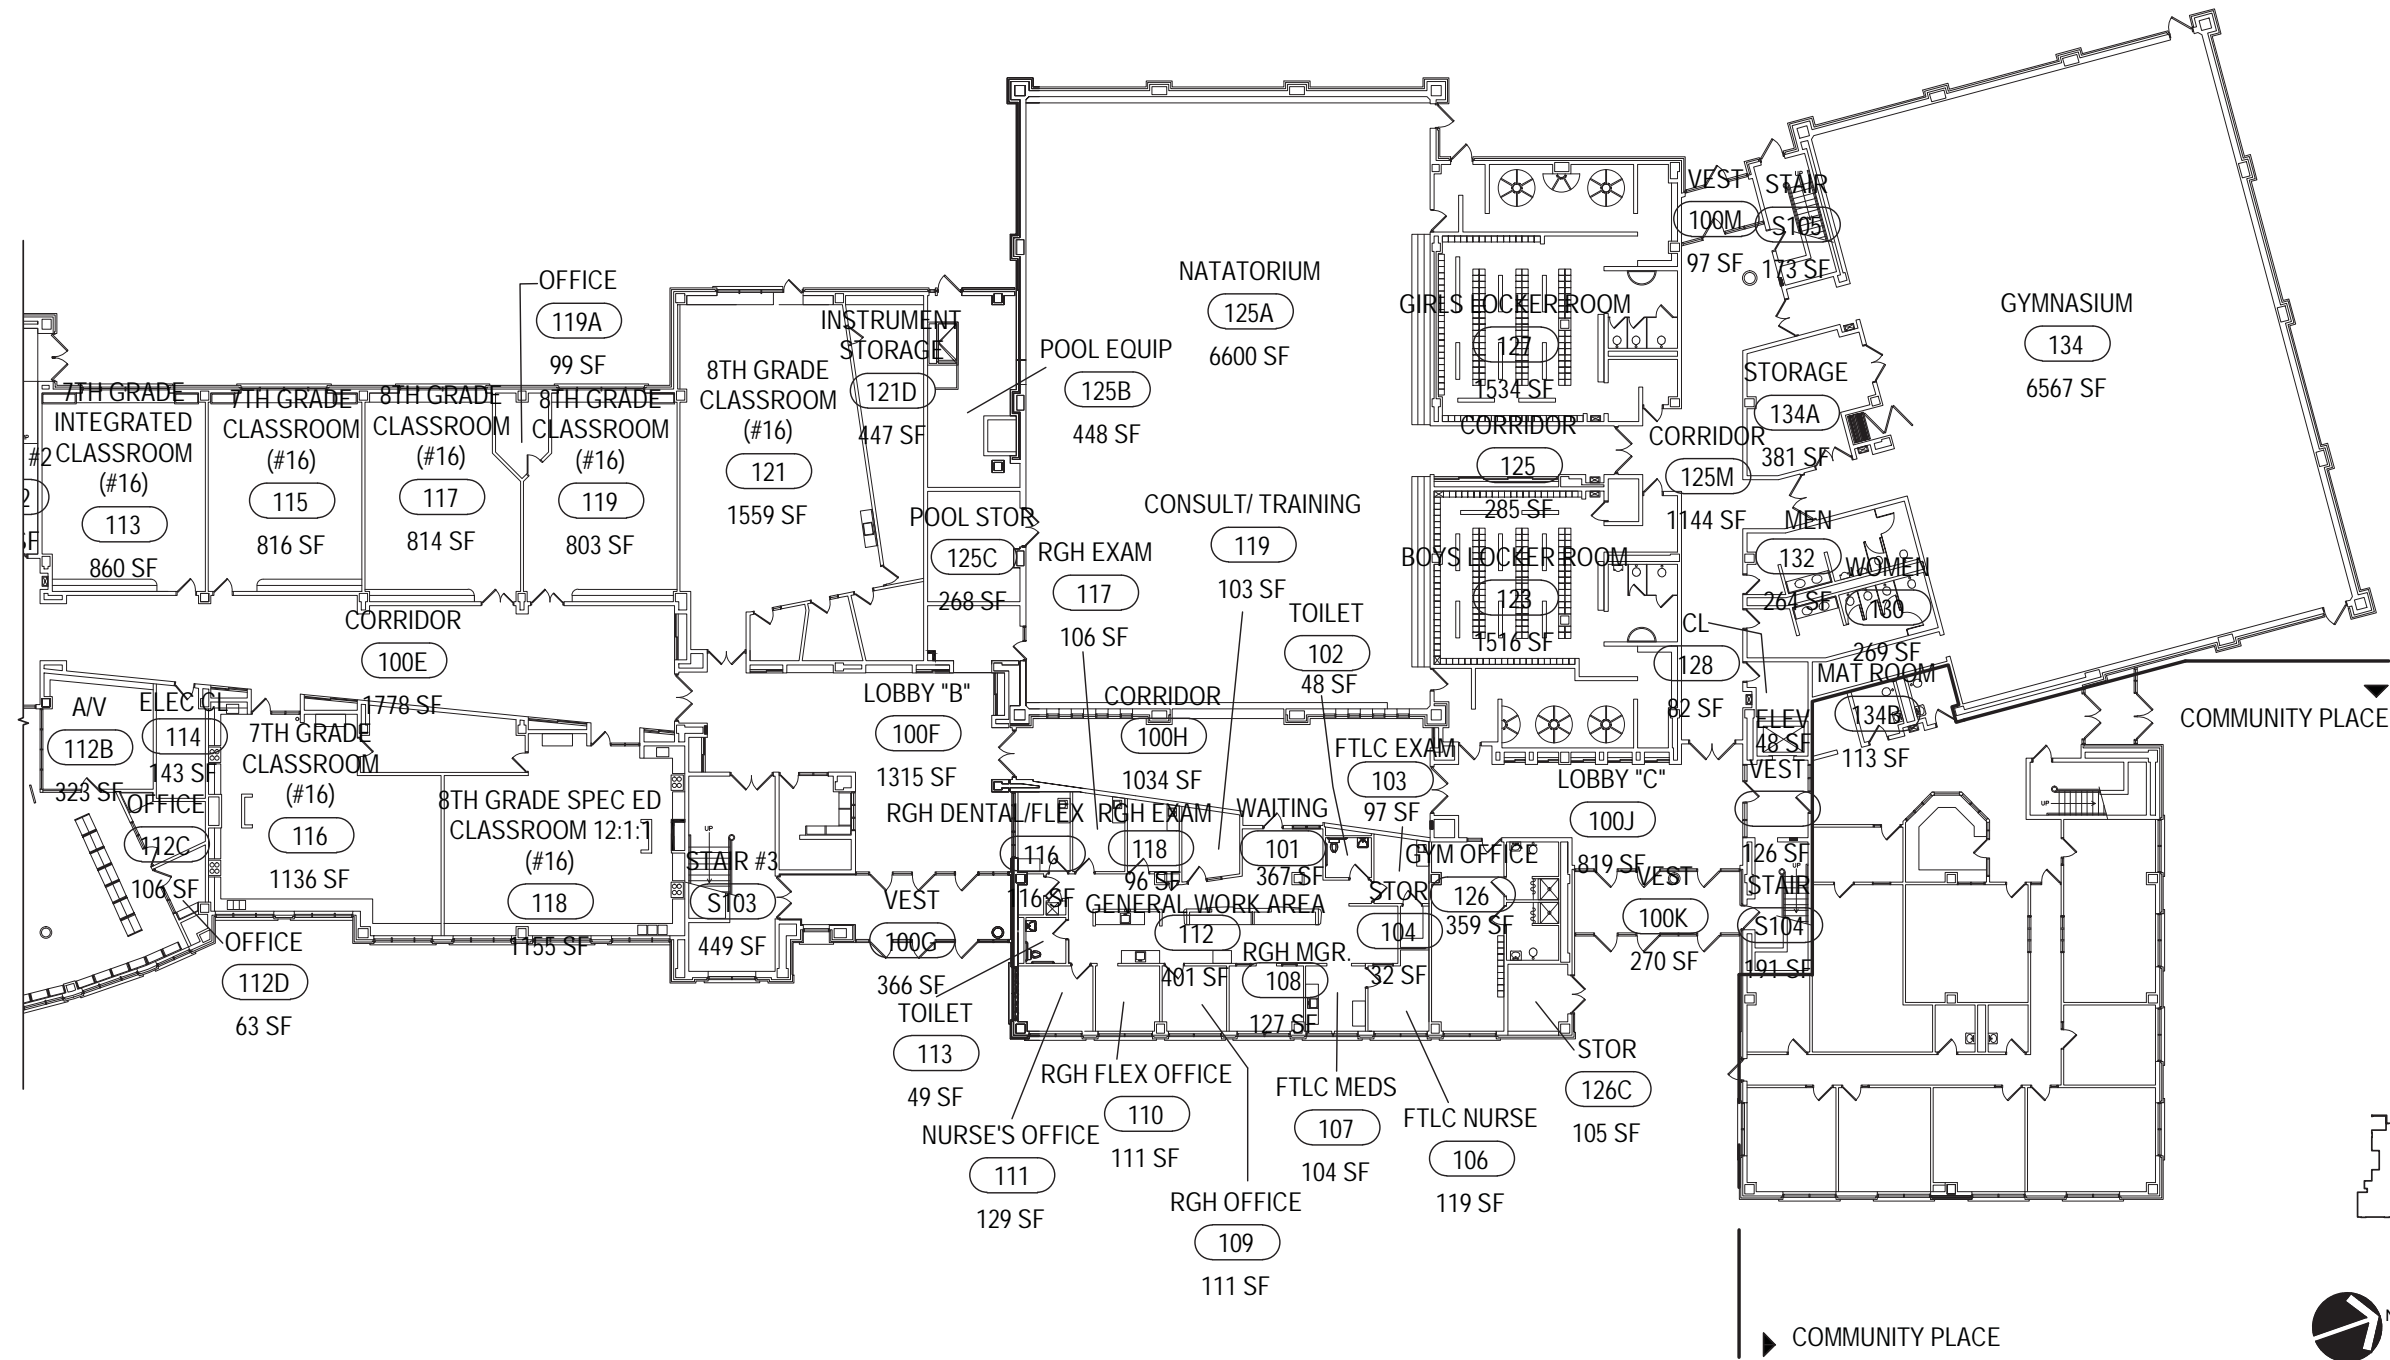 OFFICE
119A
99 SF
7TH GRADE
INTEGRATED
CLASSROOM
(#16)
113
860 SF
#2
7TH GRADE
CLASSROOM
(#16)
115
816 SF
8TH GRADE
CLASSROOM
(#16)
117
814 SF
8TH GRADE
CLASSROOM
(#16)
119
803 SF
8TH GRADE
CLASSROOM
(#16)
121
1559 SF
INSTRUMENT
STORAGE
121D
447 SF
POOL EQUIP
125B
448 SF
NATATORIUM
125A
6600 SF
POOL STOR
125C
268 SF
GIRLS LOCKER ROOM
127
1534 SF
CORRIDOR
125
285 SF
BOYS LOCKER ROOM
123
1516 SF
VEST
100M
97 SF
STAIR
S105
173 SF
UP
GYMNASIUM
134
6567 SF
STORAGE
134A
381 SF
CORRIDOR
125M
1144 SF
MEN
132
264 SF
WOMEN
130
269 SF
CL
128
82 SF
MAT ROOM
134B
113 SF
ELEV
48 SF
VEST
126 SF
UP
STAIR
S104
191 SF
COMMUNITY PLACE
UP
CORRIDOR
100E
1778 SF
A/V
112B
323 SF
ELEC CL
114
143 SF
OFFICE
112C
106 SF
OFFICE
112D
63 SF
7TH GRADE
CLASSROOM
(#16)
116
1136 SF
8TH GRADE SPEC ED
CLASSROOM 12:1:1
(#16)
118
1155 SF
UP
STAIR #3
S103
449 SF
LOBBY "B"
100F
1315 SF
VEST
100G
366 SF
CORRIDOR
100H
1034 SF
CONSULT/ TRAINING
119
103 SF
RGH EXAM
117
106 SF
TOILET
102
48 SF
FTLC EXAM
103
97 SF
RGH DENTAL/FLEX
116
116 SF
RGH EXAM
118
96 SF
WAITING
101
367 SF
GENERAL WORK AREA
112
401 SF
RGH MGR.
108
127 SF
STOR
104
32 SF
GYM OFFICE
126
359 SF
LOBBY "C"
100J
819 SF
VEST
100K
270 SF
TOILET
113
49 SF
NURSE'S OFFICE
111
129 SF
RGH FLEX OFFICE
110
111 SF
RGH OFFICE
109
111 SF
FTLC MEDS
107
104 SF
FTLC NURSE
106
119 SF
STOR
126C
105 SF
COMMUNITY PLACE